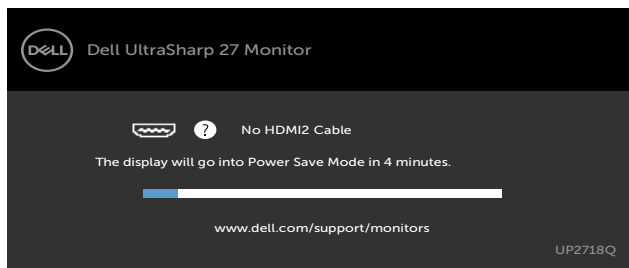 DELL
Dell UltraSharp 27 Monitor
? No HDMI2 Cable
The display will go into Power Save Mode in 4 minutes.
www.dell.com/support/monitors
UP2718Q